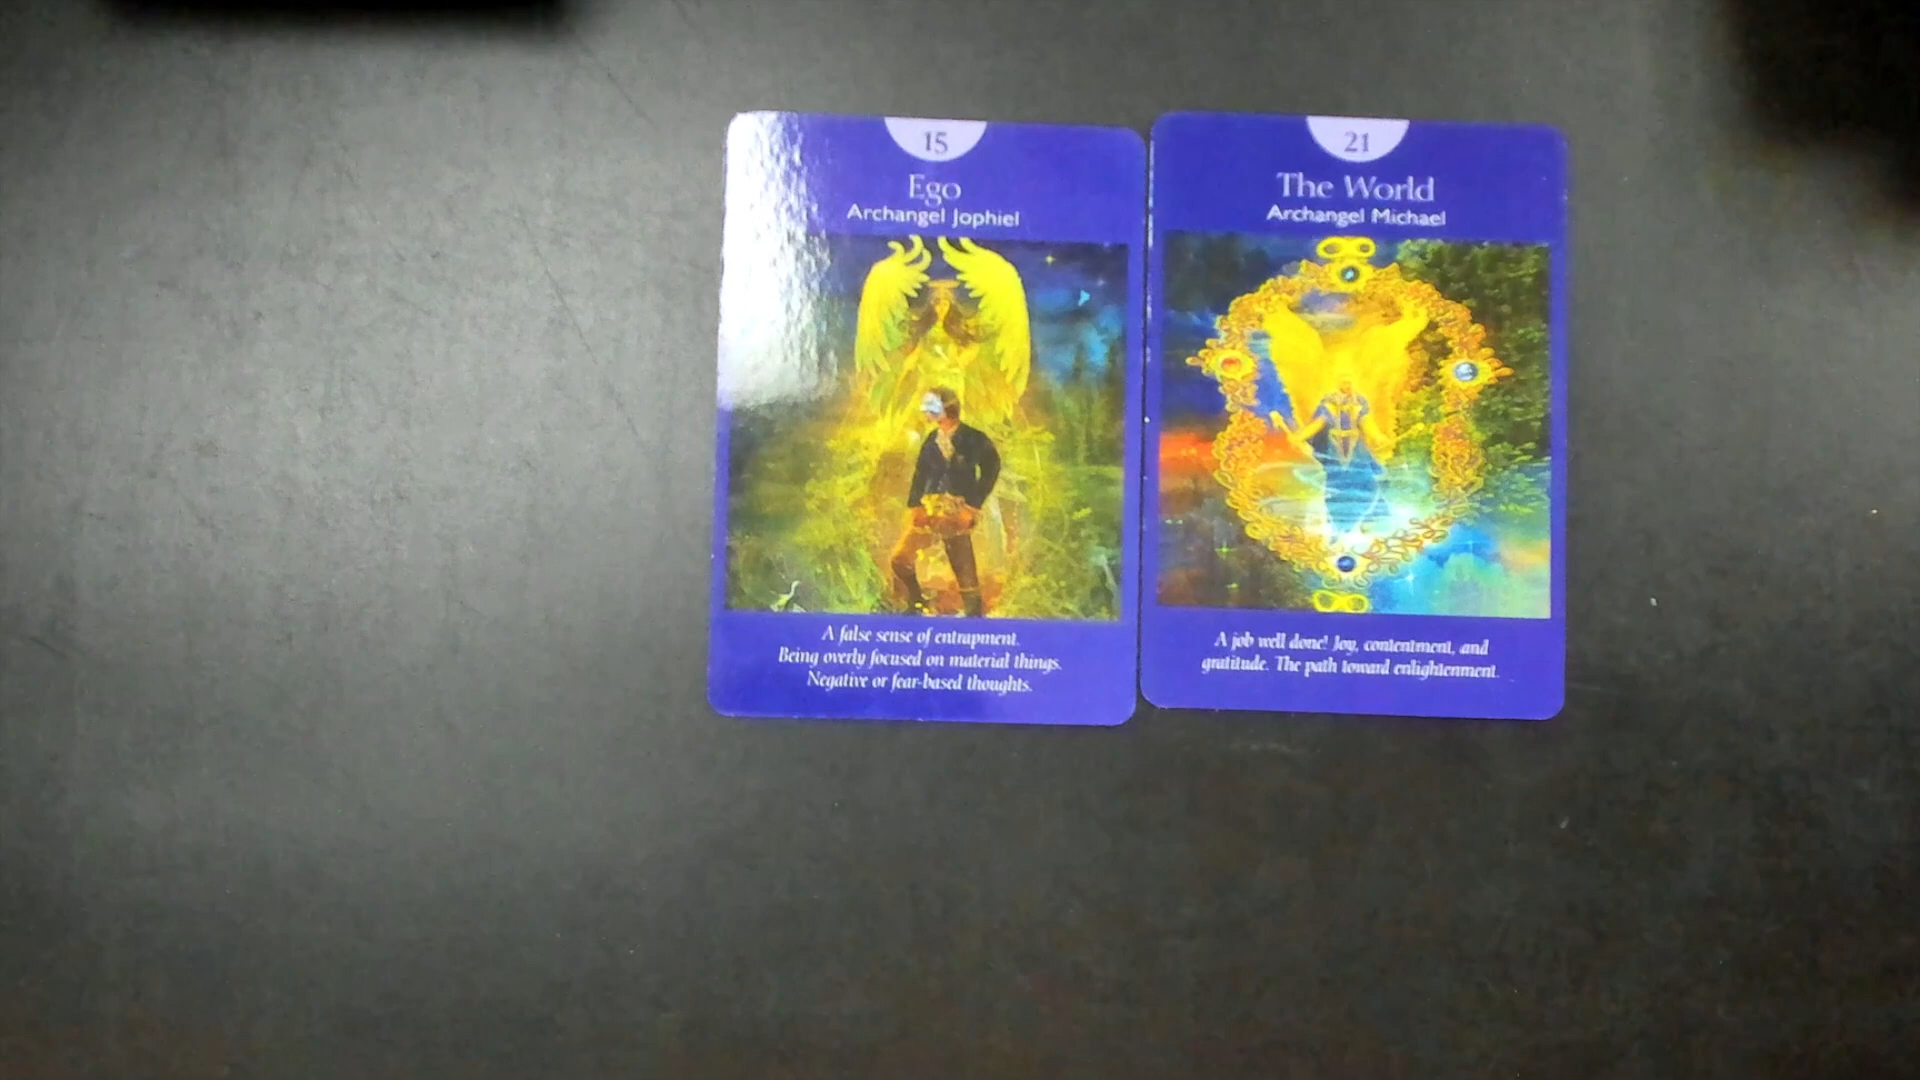 15
Ego
Archangel Jophiel
A false sense of entrapment.
Being overly focused on material things.
Negative or fear-based thoughts.
21
The World
Archangel Michael
A job well done! Joy, contentment, and
gratitude. The path toward enlightenment.